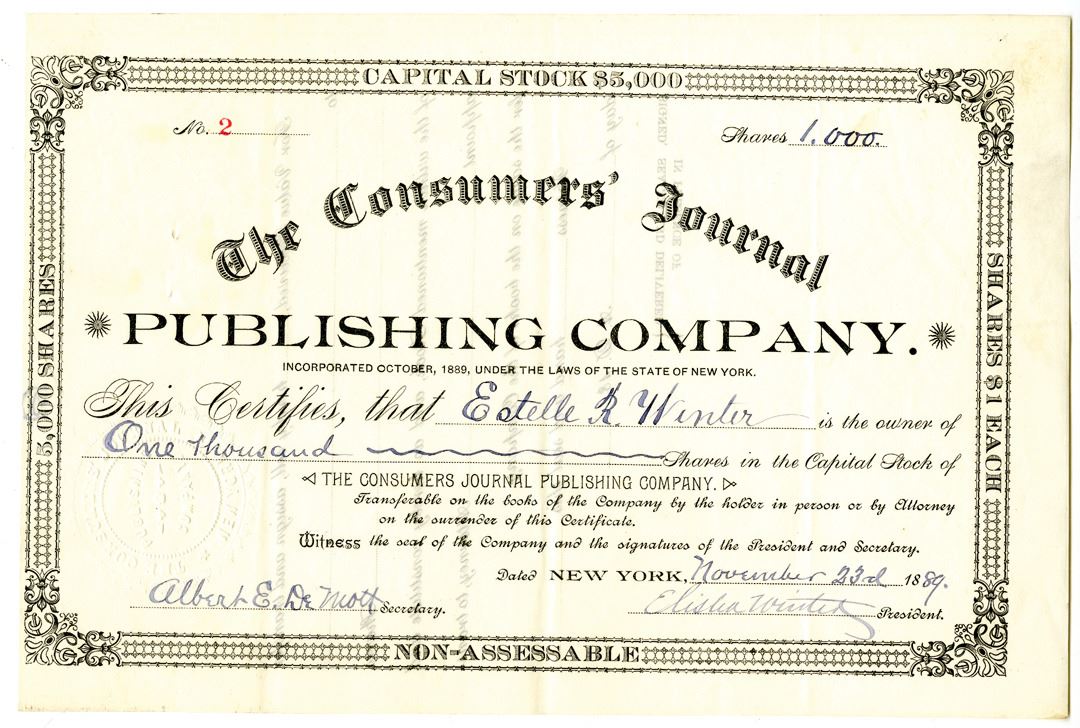 CAPITAL STOCK $5,000
No. 2
Shares 1.000.
The Consumers' Journal
PUBLISHING COMPANY.
INCORPORATED OCTOBER, 1889, UNDER THE LAWS OF THE STATE OF NEW YORK.
This Certifies, that Estelle R. Winter is the owner of
One thousand Shares in the Capital Stock of
THE CONSUMERS JOURNAL PUBLISHING COMPANY.
Transferable on the books of the Company by the holder in person or by Attorney
on the surrender of this Certificate.
Witness the seal of the Company and the signatures of the President and Secretary.
Dated NEW YORK, November 23d 1889.
Albert E. De Mott Secretary.
Elisha Winter President.
NON-ASSESSABLE
5,000 SHARES
SHARES $1 EACH